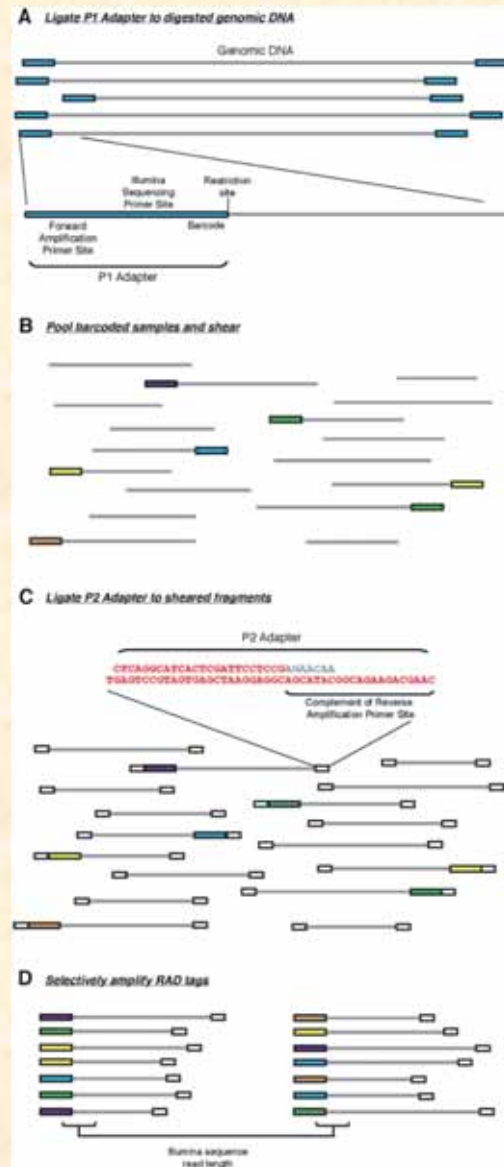 A Ligate P1 Adapter to digested genomic DNA
Genomic DNA
Illumina
Sequencing
Primer Site
Restriction
site
Barcode
Forward
Amplification
Primer Site
P1 Adapter
B Pool barcoded samples and shear
C Ligate P2 Adapter to sheared fragments
P2 Adapter
CTCAGGCATCACTCGATTCCTCCGAGAACAA
TGAGTCCGTAGTGAGCTAAGGAGGCAGCATACGGCAGAAGACGAAC
Complement of Reverse
Amplification Primer Site
D Selectively amplify RAD tags
Illumina sequence
read length